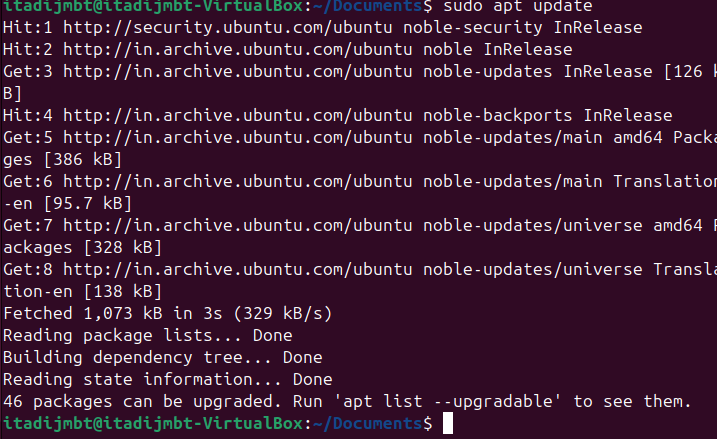 itadijmbt@itadijmbt-VirtualBox:~/Documents$ sudo apt update
Hit:1 http://security.ubuntu.com/ubuntu noble-security InRelease
Hit:2 http://in.archive.ubuntu.com/ubuntu noble InRelease
Get:3 http://in.archive.ubuntu.com/ubuntu noble-updates InRelease [126 k
B]
Hit:4 http://in.archive.ubuntu.com/ubuntu noble-backports InRelease
Get:5 http://in.archive.ubuntu.com/ubuntu noble-updates/main amd64 Packa
ges [386 kB]
Get:6 http://in.archive.ubuntu.com/ubuntu noble-updates/main Translation
-en [95.7 kB]
Get:7 http://in.archive.ubuntu.com/ubuntu noble-updates/universe amd64 P
ackages [328 kB]
Get:8 http://in.archive.ubuntu.com/ubuntu noble-updates/universe Transla
tion-en [138 kB]
Fetched 1,073 kB in 3s (329 kB/s)
Reading package lists... Done
Building dependency tree... Done
Reading state information... Done
46 packages can be upgraded. Run 'apt list --upgradable' to see them.
itadijmbt@itadijmbt-VirtualBox:~/Documents$